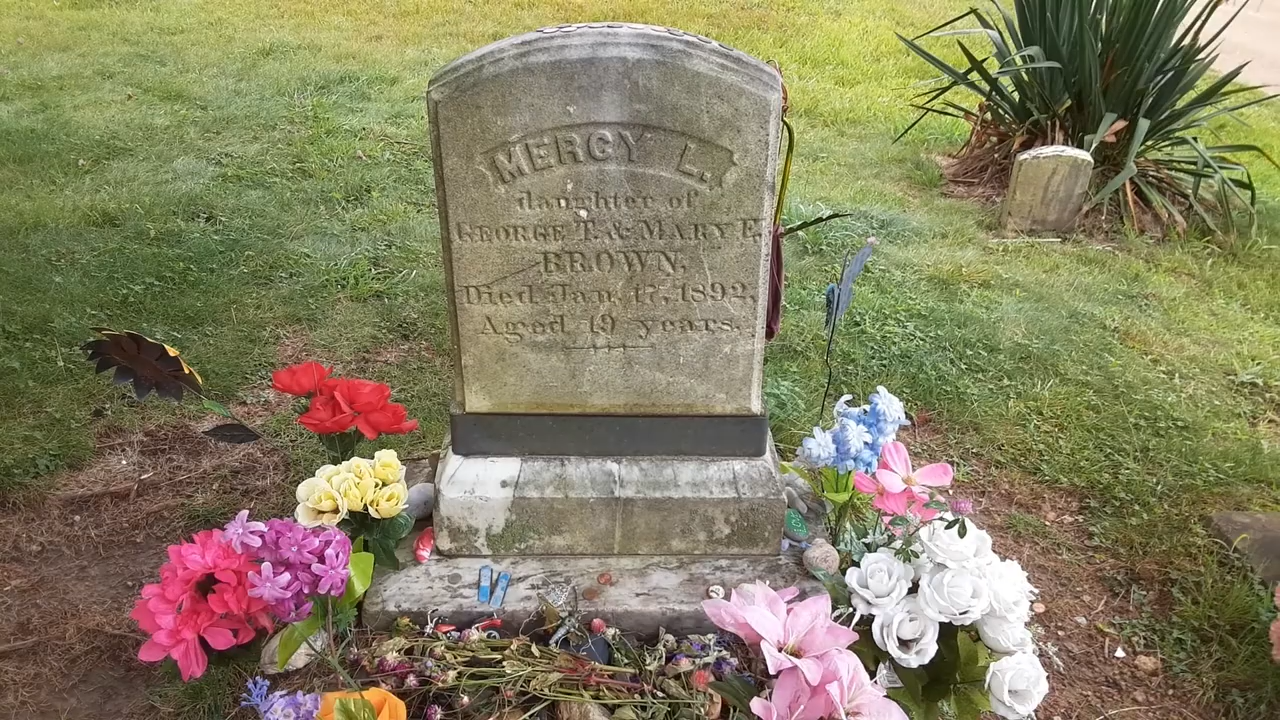 MERCY L.
daughter of
GEORGE T. & MARY E.
BROWN,
Died Jan. 17, 1892,
Aged 19 years.